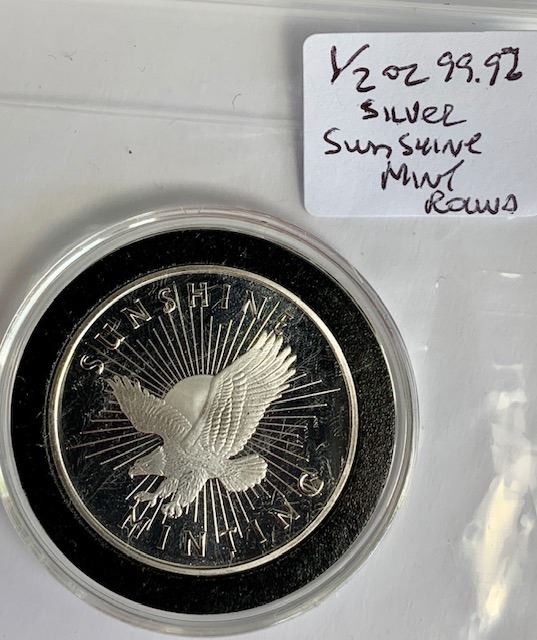 1/2 oz 99.9%
SILVER
SunSHINe
MINT
Round
SUNSHINE
MINTING